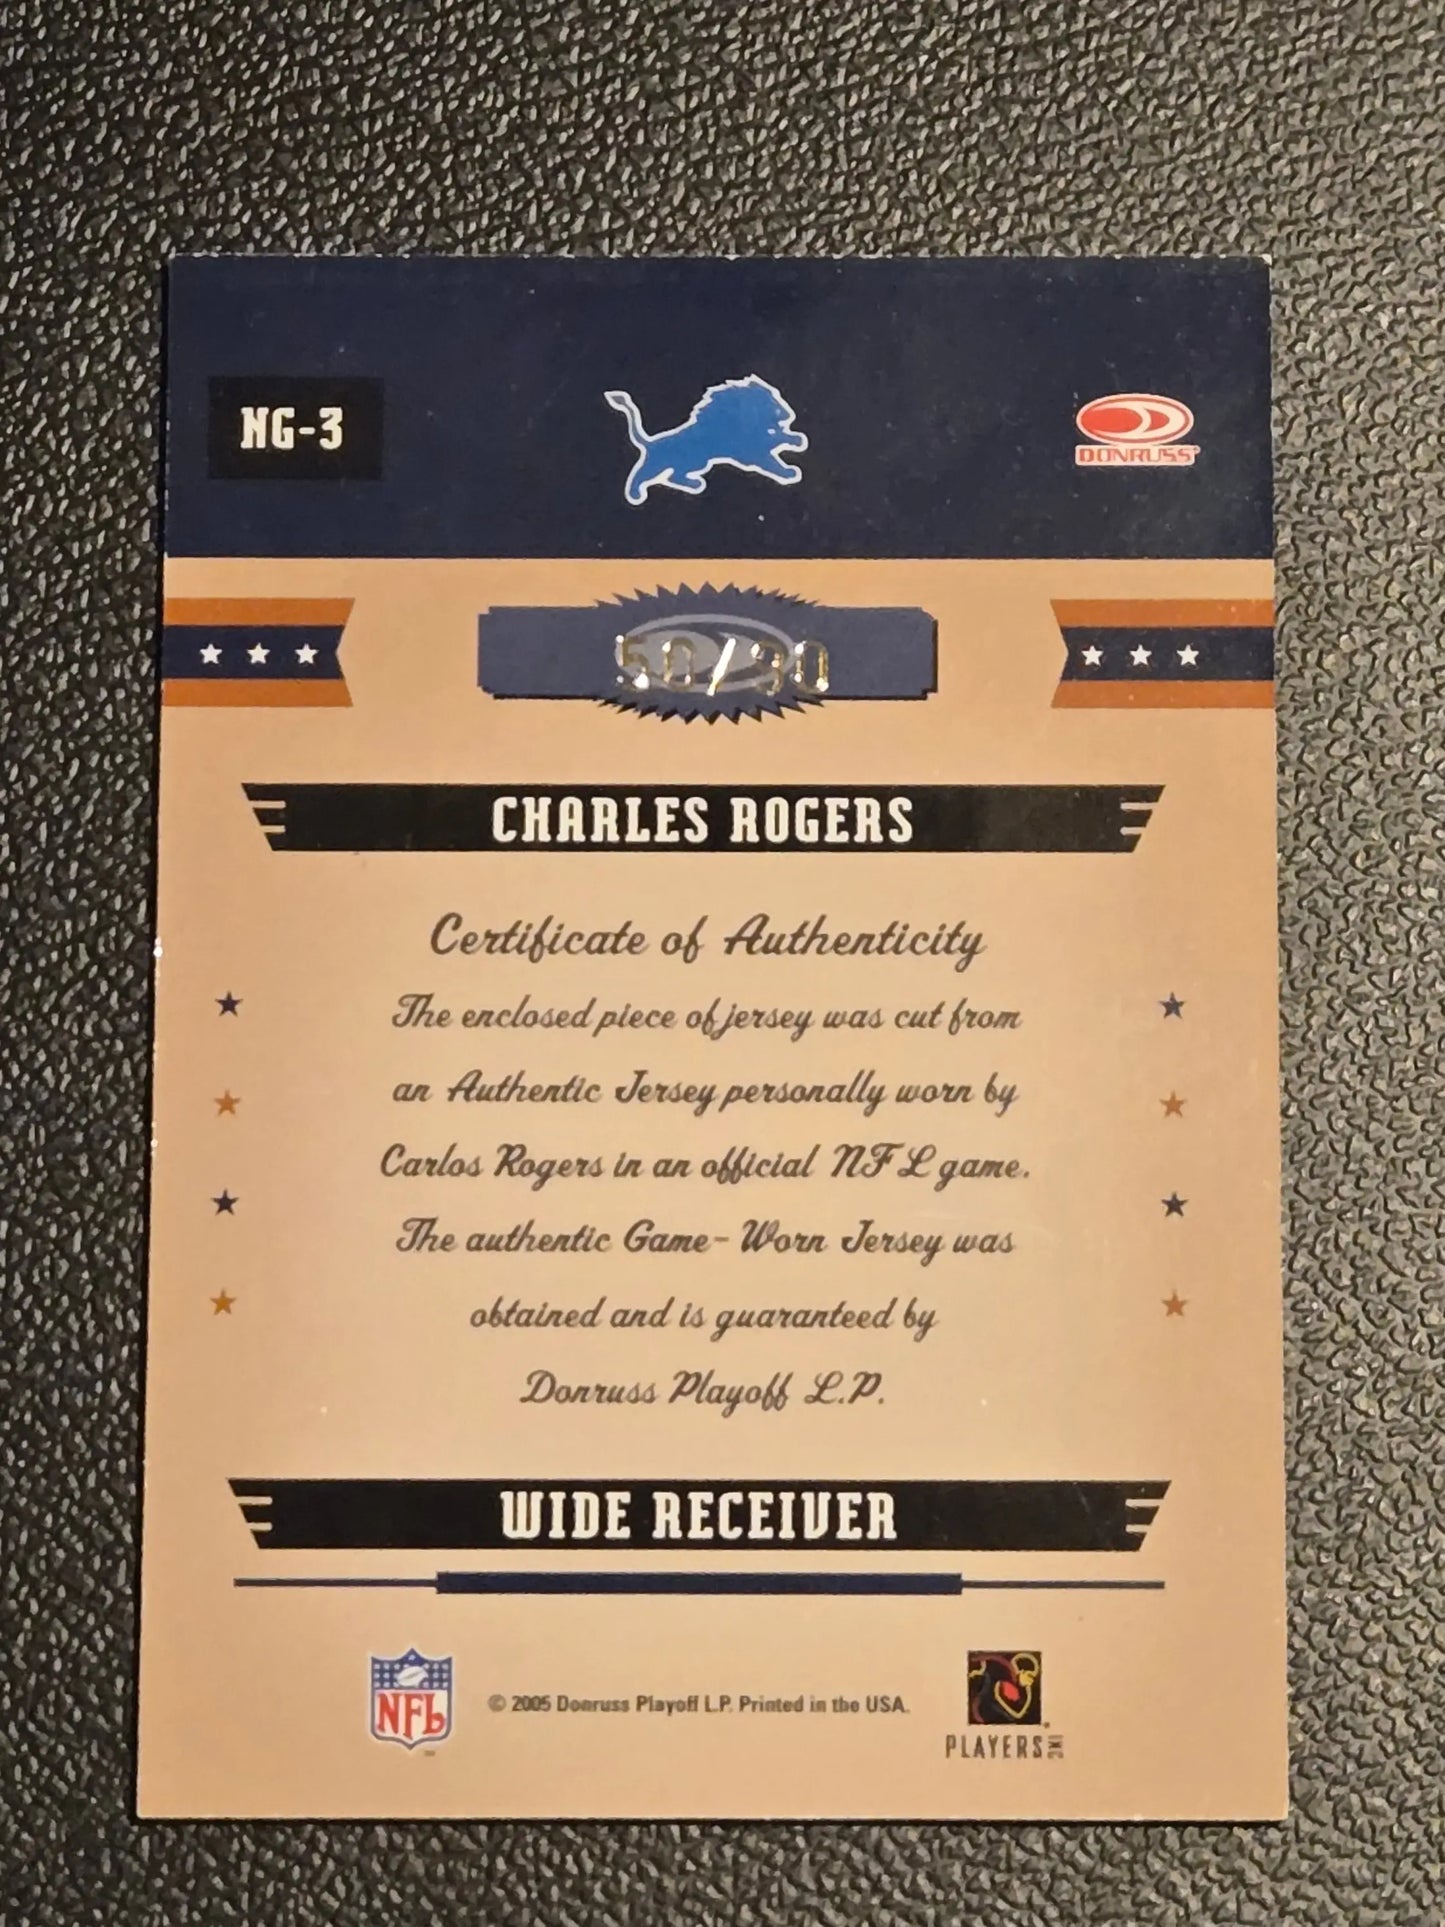 NG-3
DONRUSS
50/90
CHARLES ROGERS
Certificate of Authenticity
The enclosed piece of jersey was cut from
an Authentic Jersey personally worn by
Carlos Rogers in an official NFL game.
The authentic Game-Worn Jersey was
obtained and is guaranteed by
Donruss Playoff L.P.
WIDE RECEIVER
NFL
© 2005 Donruss Playoff L.P. Printed in the USA.
PLAYERS INC